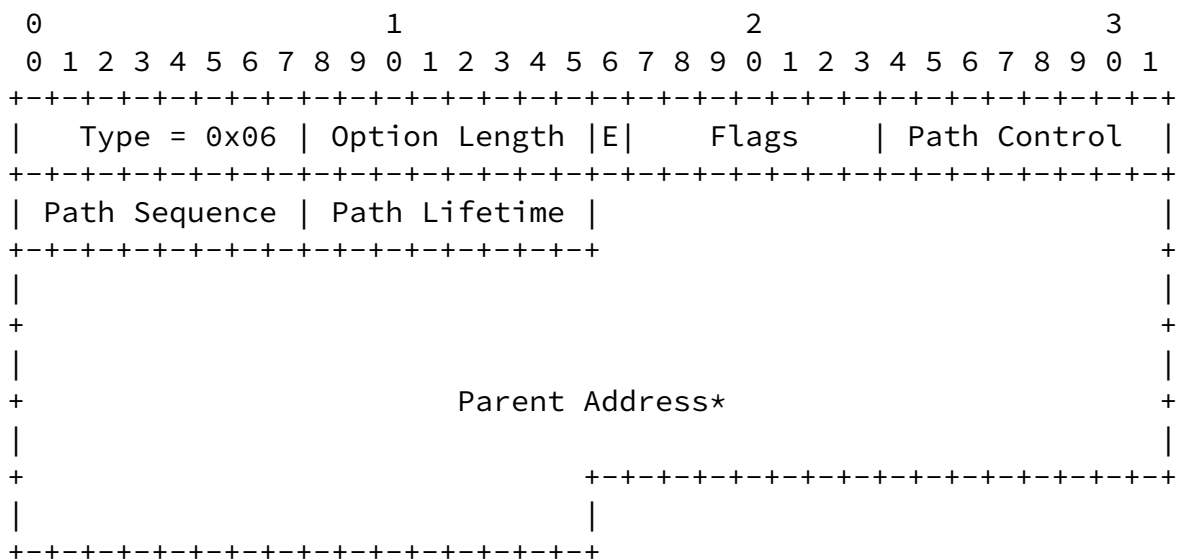 0                   1                   2                   3
0 1 2 3 4 5 6 7 8 9 0 1 2 3 4 5 6 7 8 9 0 1 2 3 4 5 6 7 8 9 0 1
+-+-+-+-+-+-+-+-+-+-+-+-+-+-+-+-+-+-+-+-+-+-+-+-+-+-+-+-+-+-+-+-+
|   Type = 0x06 | Option Length |E|    Flags    | Path Control  |
+-+-+-+-+-+-+-+-+-+-+-+-+-+-+-+-+-+-+-+-+-+-+-+-+-+-+-+-+-+-+-+-+
| Path Sequence | Path Lifetime |                               |
+-+-+-+-+-+-+-+-+-+-+-+-+-+-+-+-+                               +
|                                                               |
+                                                               +
|                                                               |
+                        Parent Address*                        +
|                                                               |
+                               +-+-+-+-+-+-+-+-+-+-+-+-+-+-+-+-+
|                               |
+-+-+-+-+-+-+-+-+-+-+-+-+-+-+-+-+